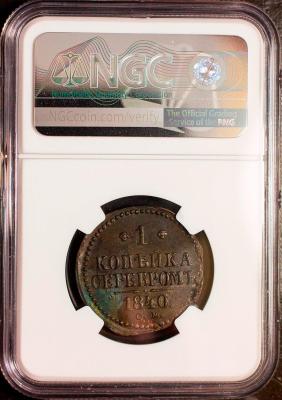 NGC
NGCcoin.com/verify
The Official Grading
Service of the PNG
1
КОПѢЙКА
СЕРЕБРОМЪ
1840.